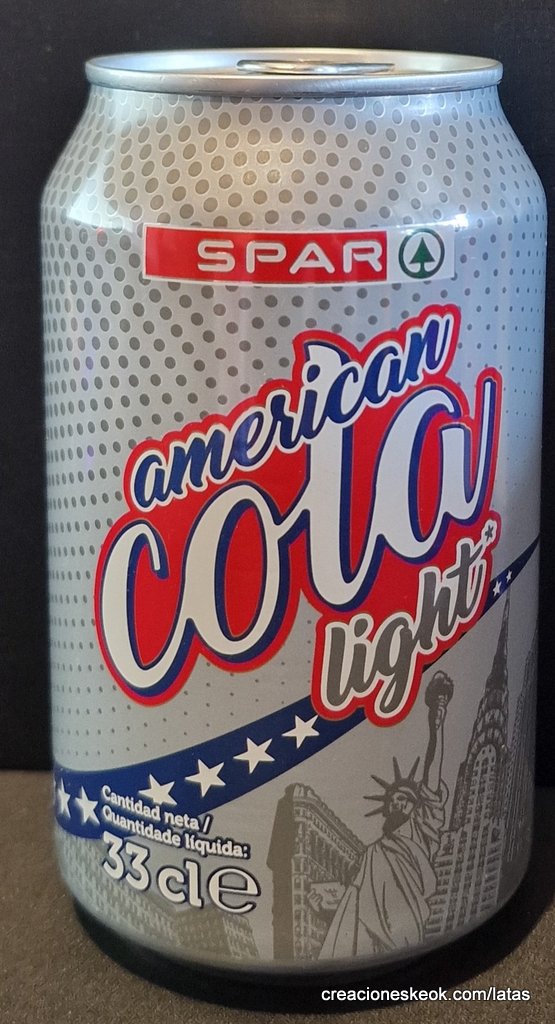 SPAR
american
cola
light*
Cantidad neta /
Quantidade líquida:
33 cl e
creacioneskeok.com/latas